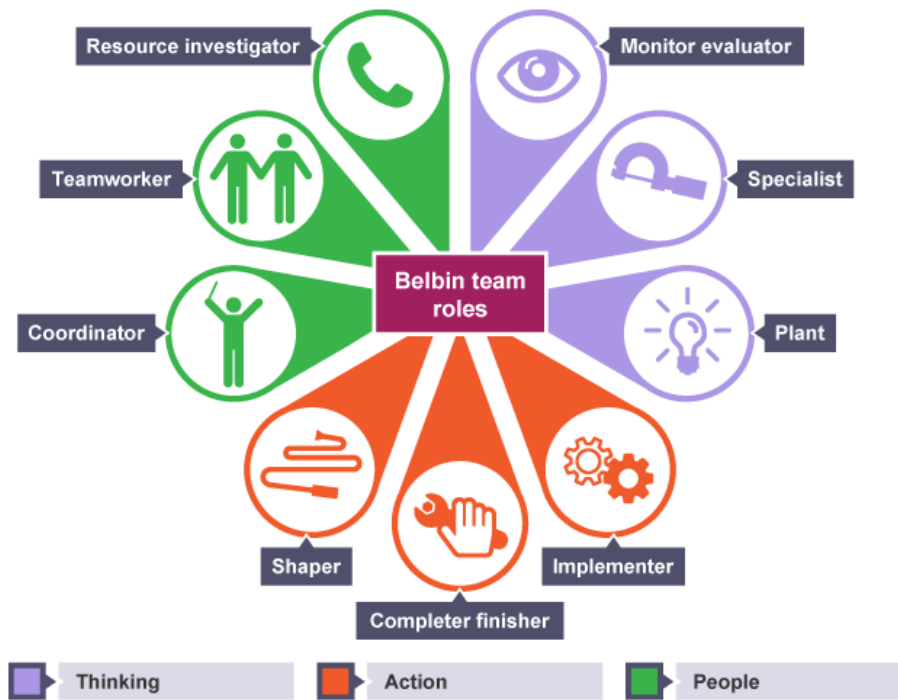 Resource investigator
Monitor evaluator
Teamworker
Specialist
Belbin team
roles
Coordinator
Plant
Shaper
Implementer
Completer finisher
Thinking
Action
People